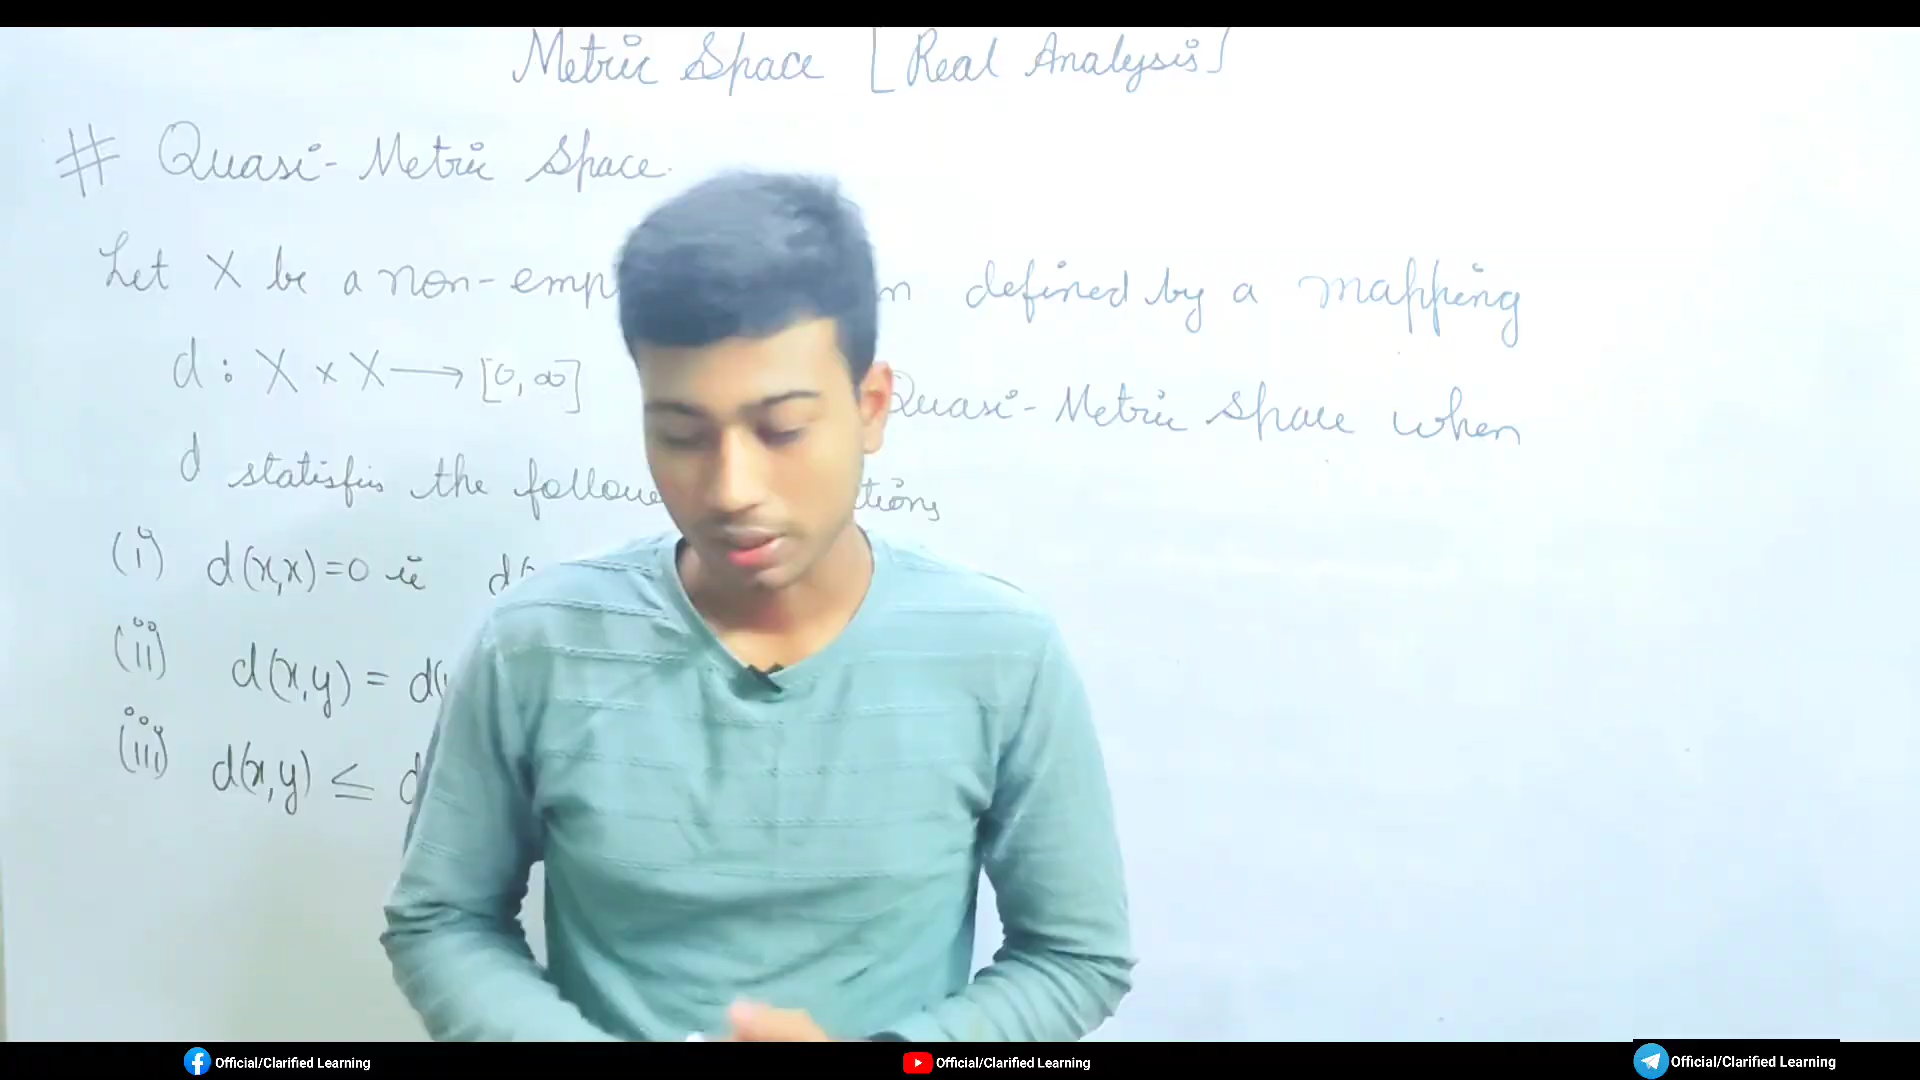 Metric Space [Real Analysis]
# Quasi-Metric Space
Let X be a non-emp n defined by a mapping
d : X × X → [0, ∞] Quasi-Metric Space when
d statisfies the follow tions
(i) d(x,x)=0 ie d(
(ii) d(x,y) = d(
(iii) d(x,y) ≤ d
Official/Clarified Learning Official/Clarified Learning Official/Clarified Learning